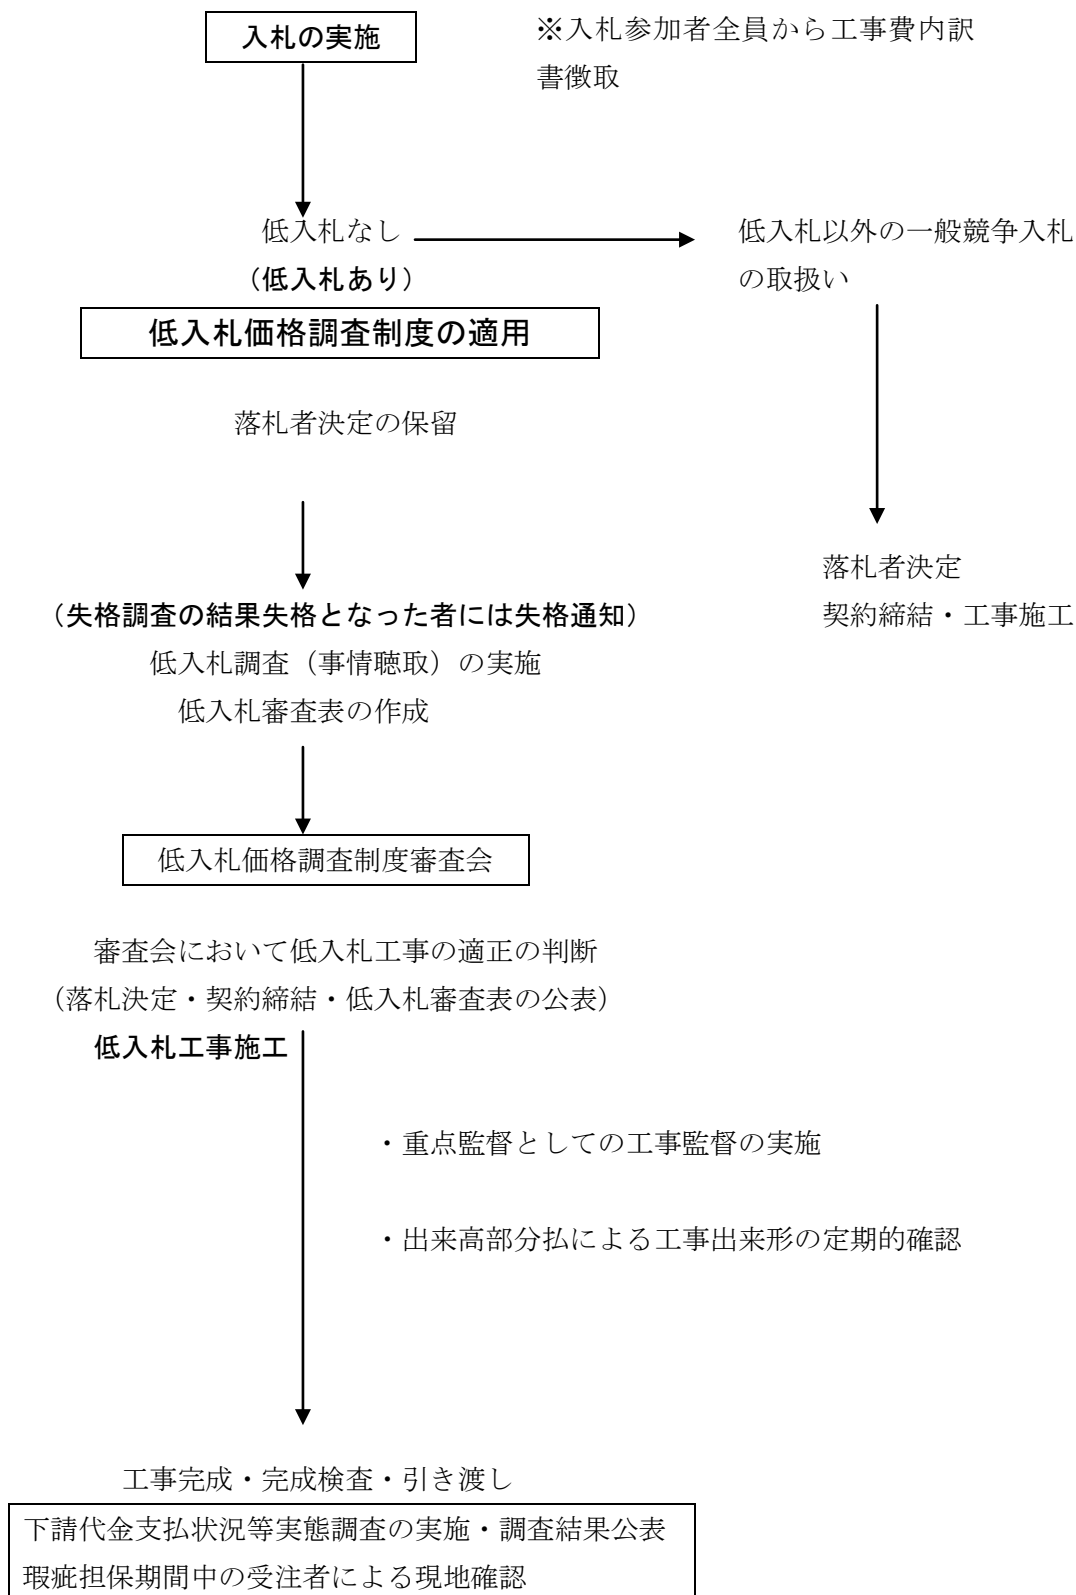 入札の実施
※入札参加者全員から工事費内訳
書徴取
低入札なし
低入札以外の一般競争入札
の取扱い
（低入札あり）
低入札価格調査制度の適用
落札者決定の保留
落札者決定
契約締結・工事施工
（失格調査の結果失格となった者には失格通知）
低入札調査（事情聴取）の実施
低入札審査表の作成
低入札価格調査制度審査会
審査会において低入札工事の適正の判断
（落札決定・契約締結・低入札審査表の公表）
低入札工事施工
・重点監督としての工事監督の実施
・出来高部分払による工事出来形の定期的確認
工事完成・完成検査・引き渡し
下請代金支払状況等実態調査の実施・調査結果公表
瑕疵担保期間中の受注者による現地確認